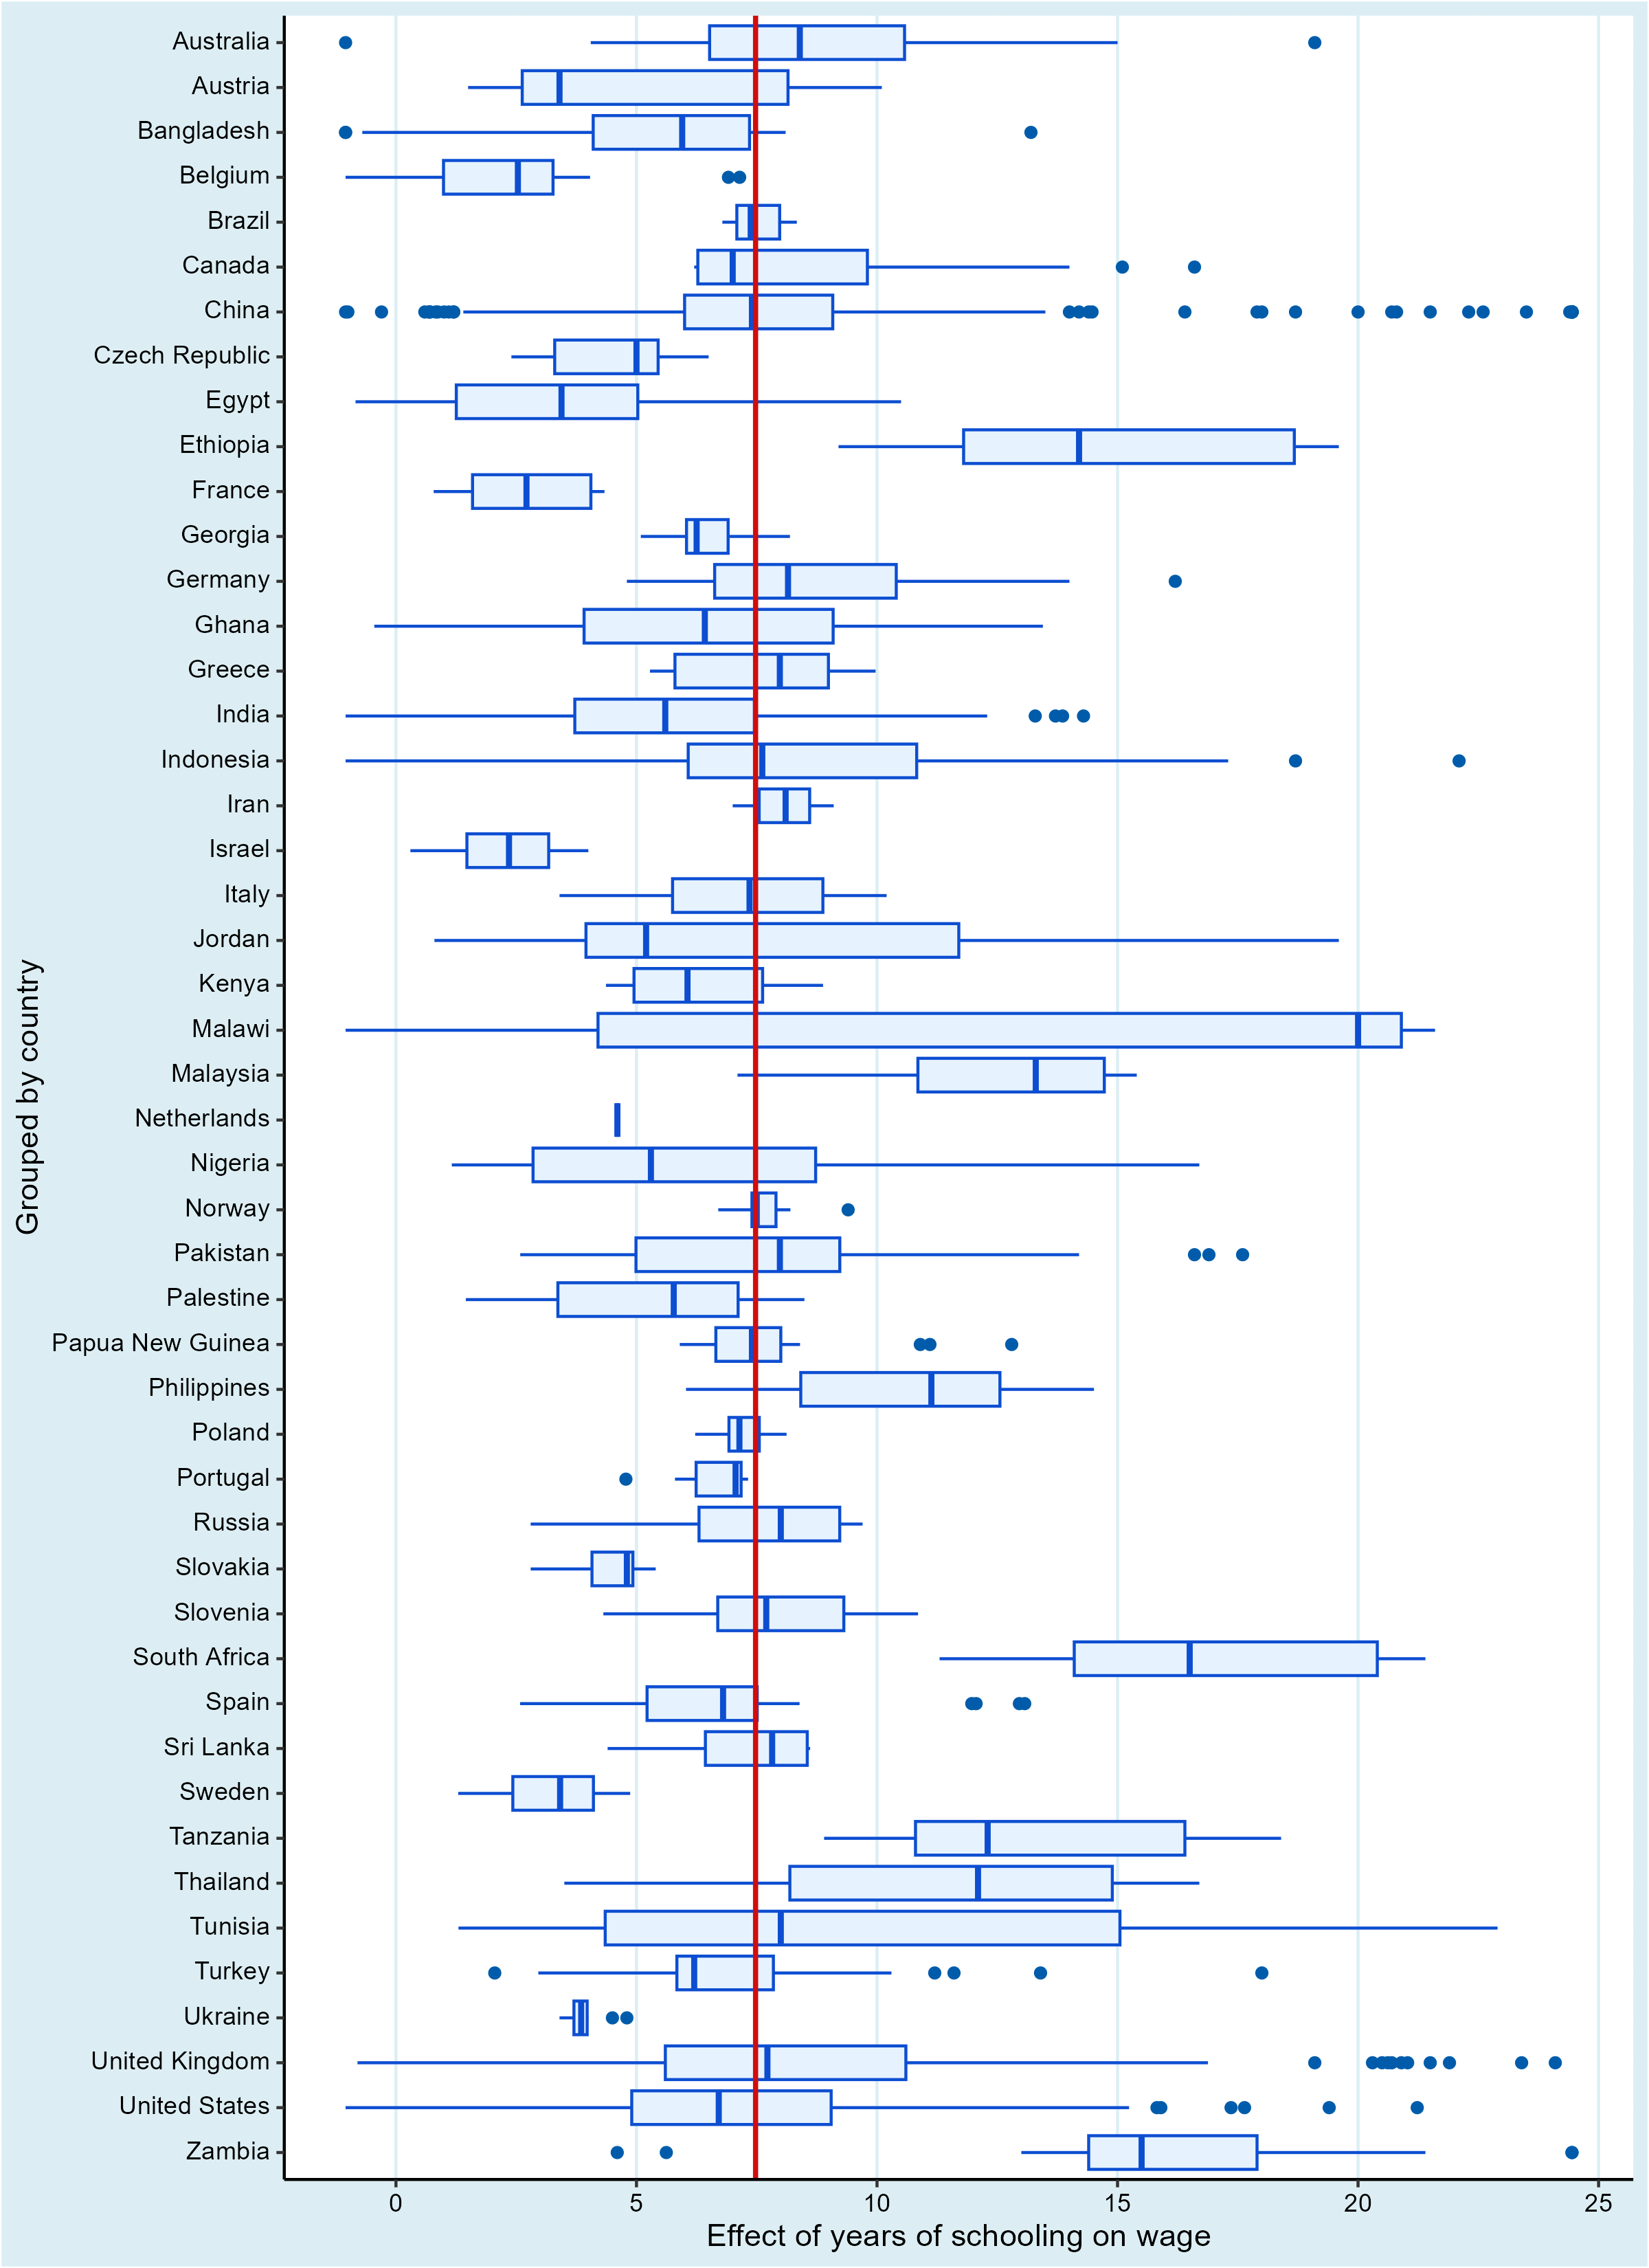 Australia
Austria
Bangladesh
Belgium
Brazil
Canada
China
Czech Republic
Egypt
Ethiopia
France
Georgia
Germany
Ghana
Greece
India
Indonesia
Iran
Israel
Italy
Jordan
Kenya
Malawi
Malaysia
Netherlands
Nigeria
Norway
Pakistan
Palestine
Papua New Guinea
Philippines
Poland
Portugal
Russia
Slovakia
Slovenia
South Africa
Spain
Sri Lanka
Sweden
Tanzania
Thailand
Tunisia
Turkey
Ukraine
United Kingdom
United States
Zambia
Grouped by country
0 5 10 15 20 25
Effect of years of schooling on wage